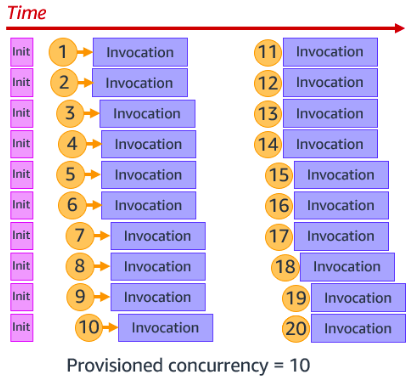 Time
Init 1 Invocation 11 Invocation
Init 2 Invocation 12 Invocation
Init 3 Invocation 13 Invocation
Init 4 Invocation 14 Invocation
Init 5 Invocation 15 Invocation
Init 6 Invocation 16 Invocation
Init 7 Invocation 17 Invocation
Init 8 Invocation 18 Invocation
Init 9 Invocation 19 Invocation
Init 10 Invocation 20 Invocation
Provisioned concurrency = 10